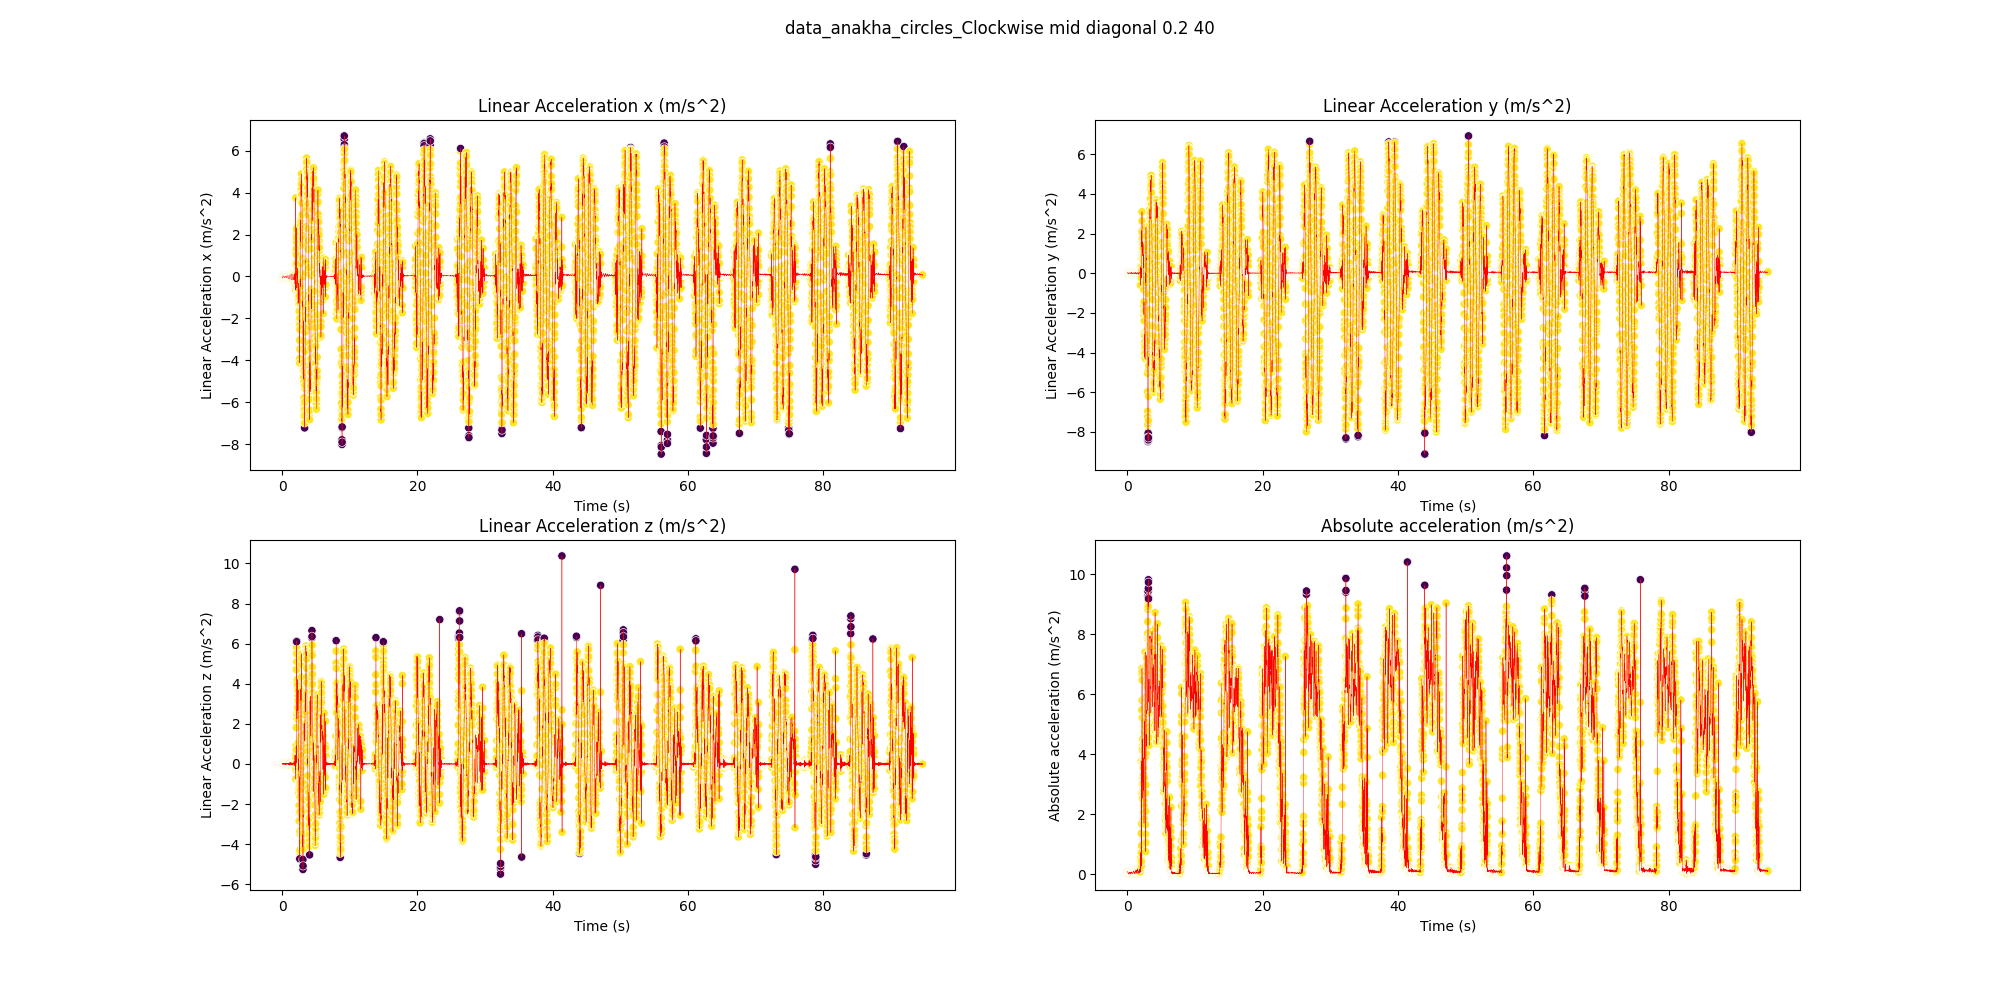 data_anakha_circles_Clockwise mid diagonal 0.2 40
Linear Acceleration x (m/s^2)
Linear Acceleration x (m/s^2)
6
4
2
0
−2
−4
−6
−8
0 20 40 60 80
Time (s)
Linear Acceleration y (m/s^2)
Linear Acceleration y (m/s^2)
6
4
2
0
−2
−4
−6
−8
0 20 40 60 80
Time (s)
Linear Acceleration z (m/s^2)
Linear Acceleration z (m/s^2)
10
8
6
4
2
0
−2
−4
−6
0 20 40 60 80
Time (s)
Absolute acceleration (m/s^2)
Absolute acceleration (m/s^2)
10
8
6
4
2
0
0 20 40 60 80
Time (s)